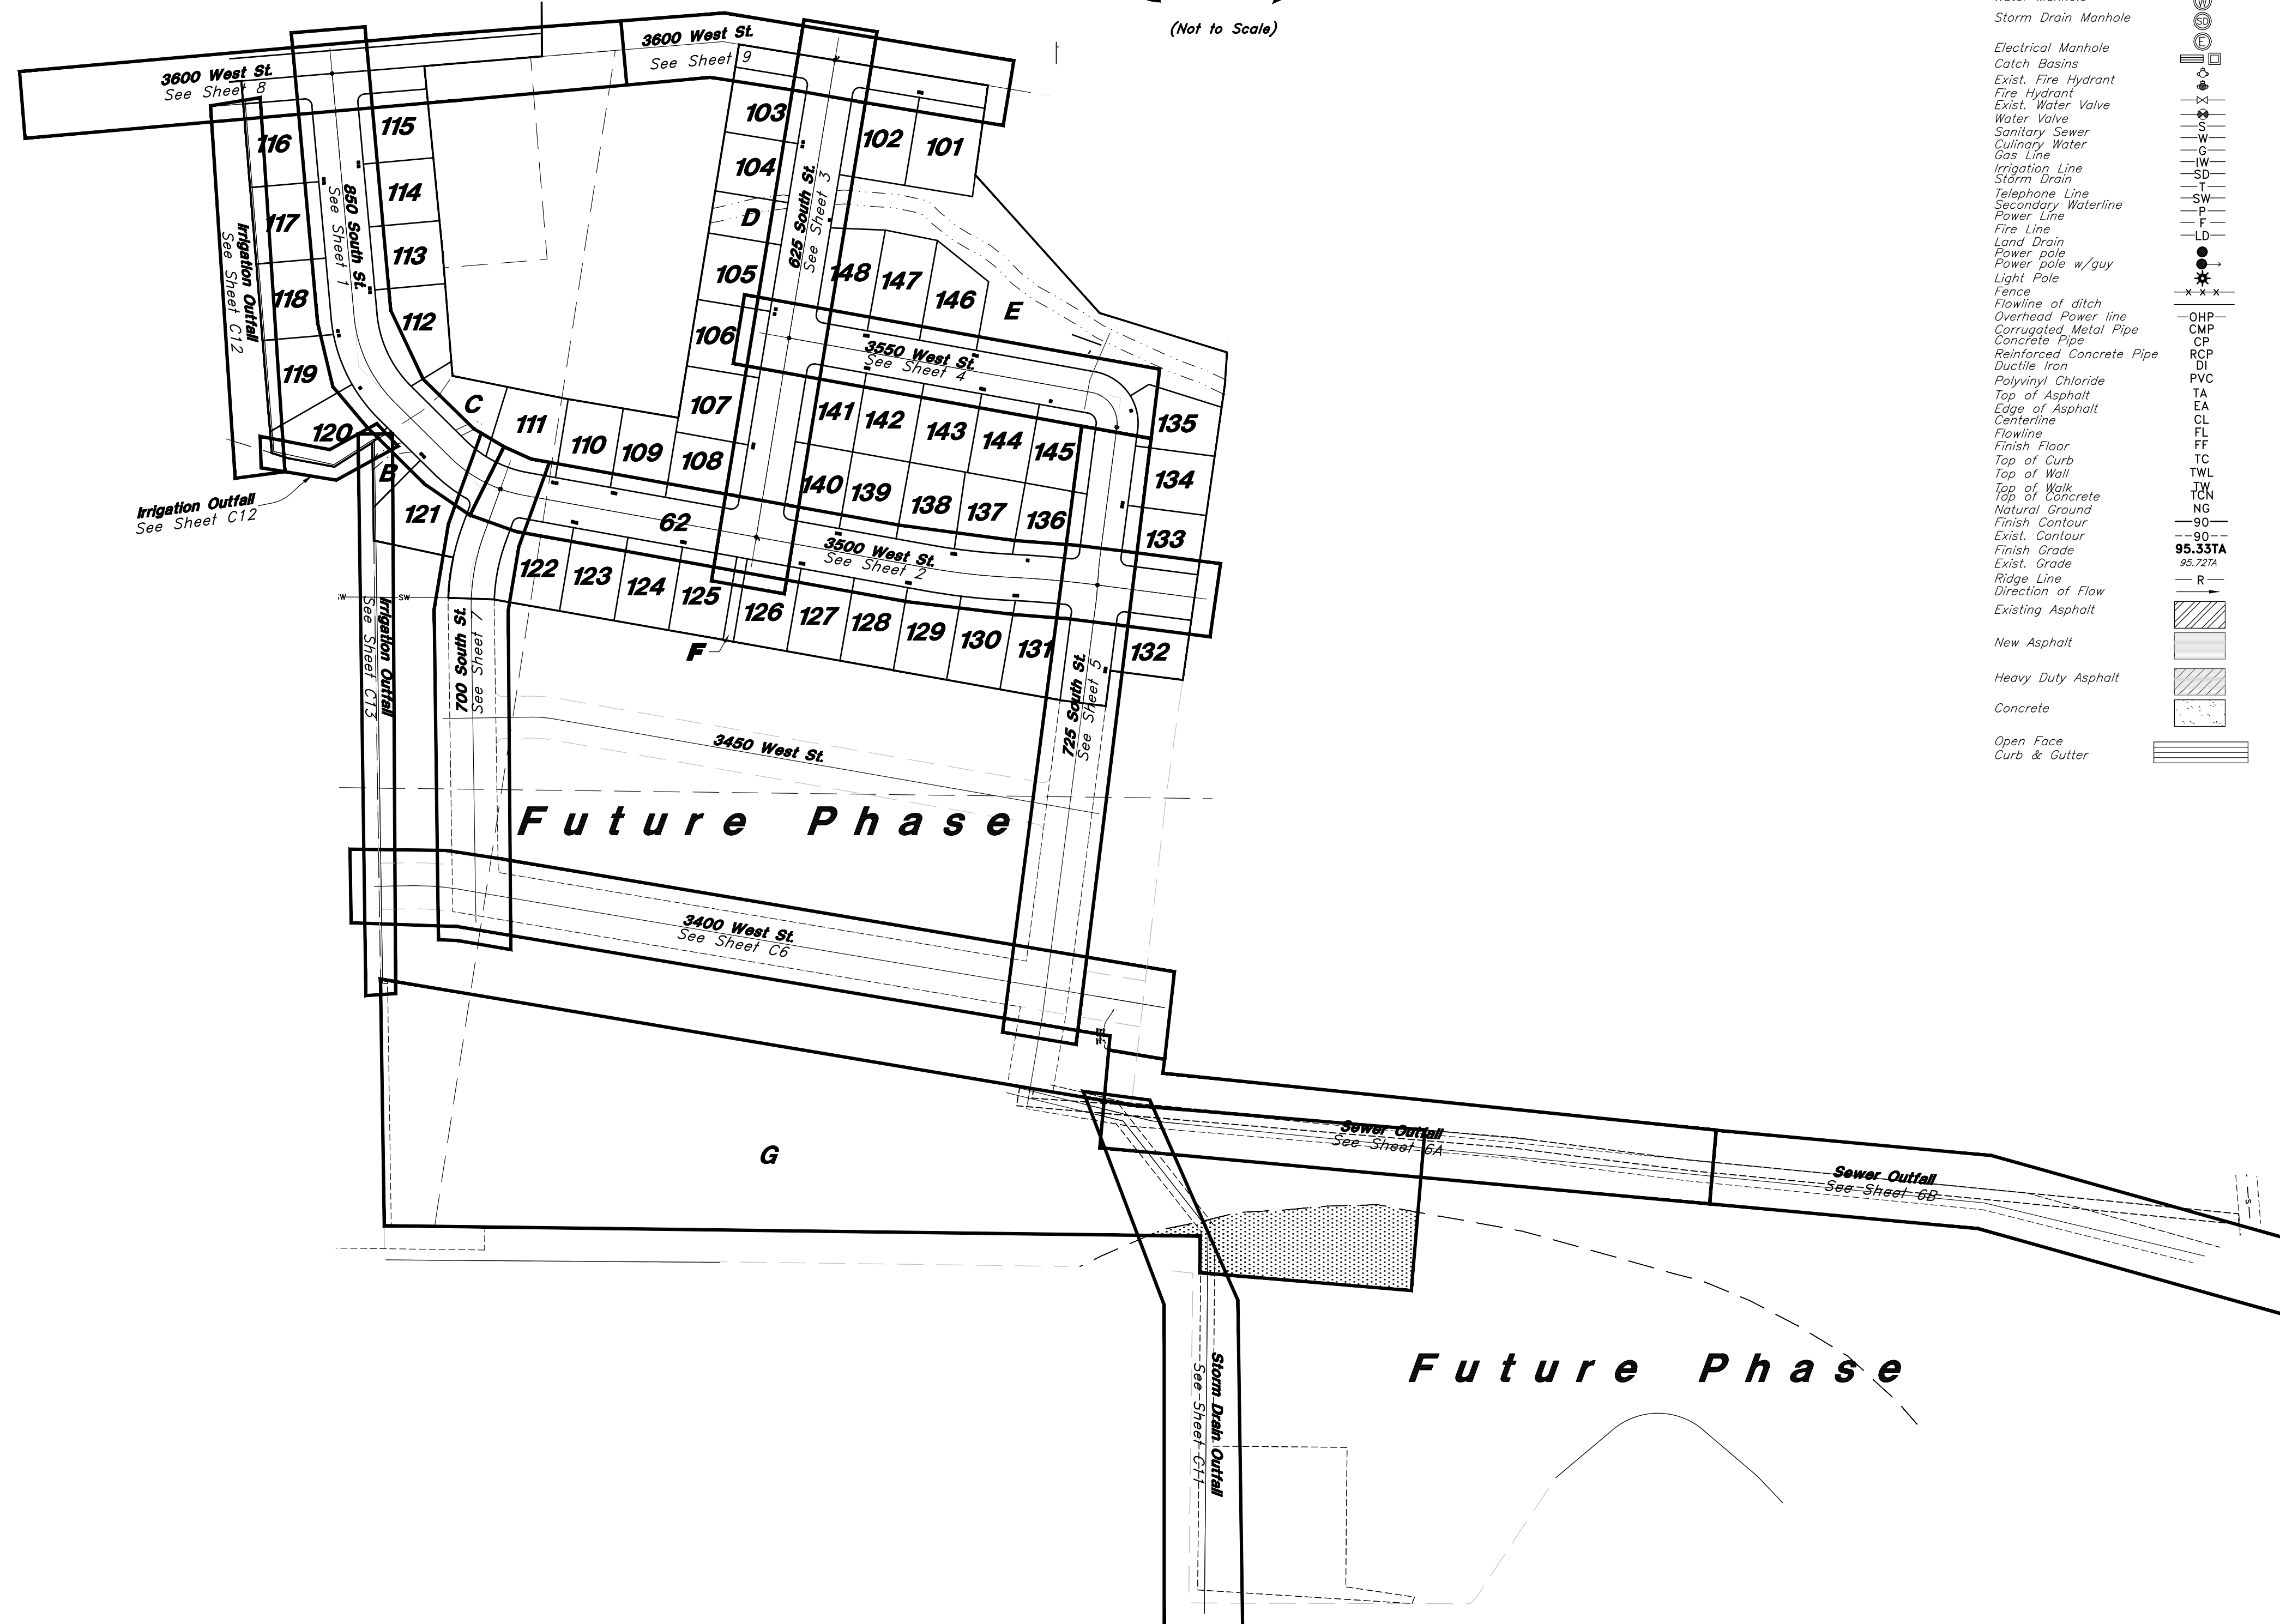 (Not to Scale)
3600 West St.
See Sheet 9
3600 West St.
See Sheet 8
103
102
101
104
116
115
114
113
112
117
118
119
120
850 South St.
See Sheet 1
Irrigation Outfall
See Sheet C12
D
625 South St.
See Sheet 3
105
106
107
108
148
147
146
E
3550 West St.
See Sheet 4
C
111
110
109
141
142
143
144
145
135
134
133
140
139
138
137
136
B
121
Irrigation Outfall
See Sheet C12
62
3500 West St.
See Sheet 2
122
123
124
125
126
127
128
129
130
131
132
F
SW
SW
Irrigation Outfall
See Sheet C13
700 South St.
See Sheet 7
725 South St.
See Sheet 5
3450 West St.
Future Phase
3400 West St.
See Sheet C6
G
Sewer Outfall
See Sheet 6A
Sewer Outfall
See Sheet 6B
S
Storm Drain Outfall
See Sheet C11
Future Phase
Water Manhole W
Storm Drain Manhole SD
Electrical Manhole E
Catch Basins
Exist. Fire Hydrant
Fire Hydrant
Exist. Water Valve
Water Valve
Sanitary Sewer S
Culinary Water W
Gas Line G
Irrigation Line IW
Storm Drain SD
Telephone Line T
Secondary Waterline SW
Power Line P
Fire Line F
Land Drain LD
Power pole
Power pole w/guy
Light Pole
Fence x x x
Flowline of ditch
Overhead Power line OHP
Corrugated Metal Pipe CMP
Concrete Pipe CP
Reinforced Concrete Pipe RCP
Ductile Iron DI
Polyvinyl Chloride PVC
Top of Asphalt TA
Edge of Asphalt EA
Centerline CL
Flowline FL
Finish Floor FF
Top of Curb TC
Top of Wall TWL
Top of Walk TW
Top of Concrete TCN
Natural Ground NG
Finish Contour 90
Exist. Contour 90
Finish Grade 95.33TA
Exist. Grade 95.72TA
Ridge Line R
Direction of Flow
Existing Asphalt
New Asphalt
Heavy Duty Asphalt
Concrete
Open Face
Curb & Gutter